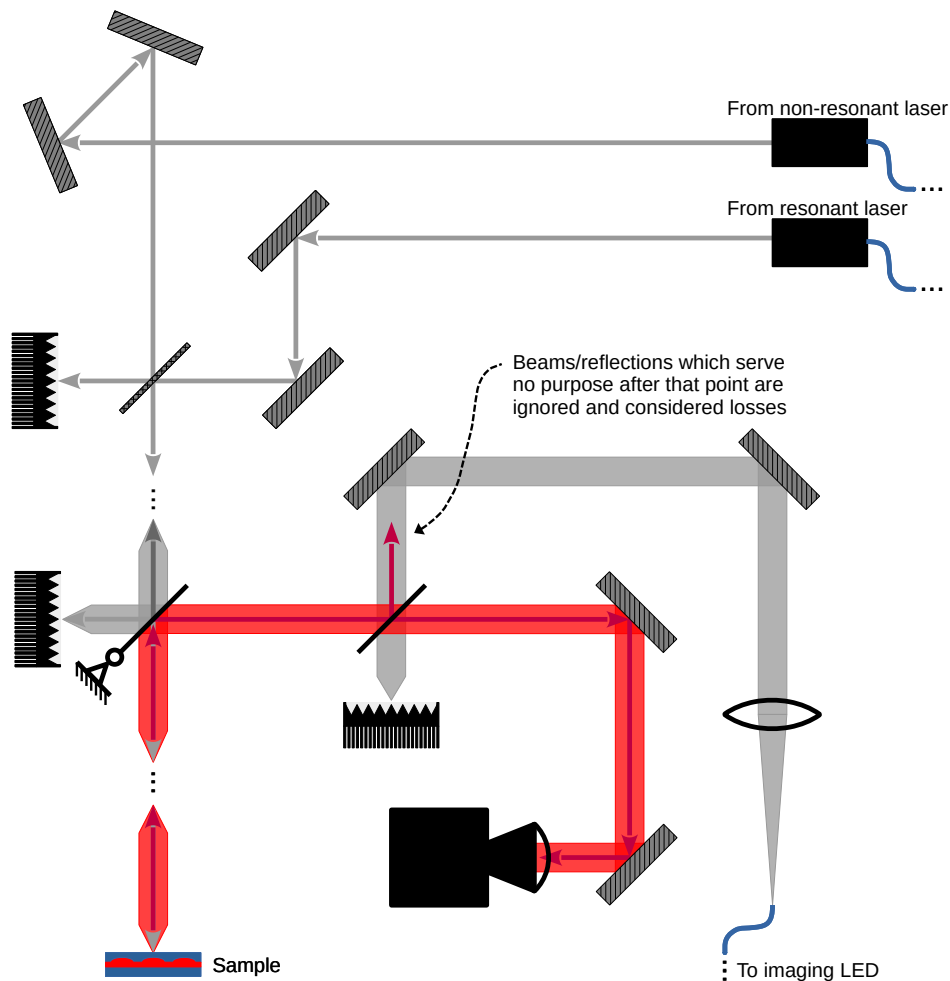 From non-resonant laser
...
From resonant laser
...
Beams/reflections which serve
no purpose after that point are
ignored and considered losses
...
...
Sample
... To imaging LED